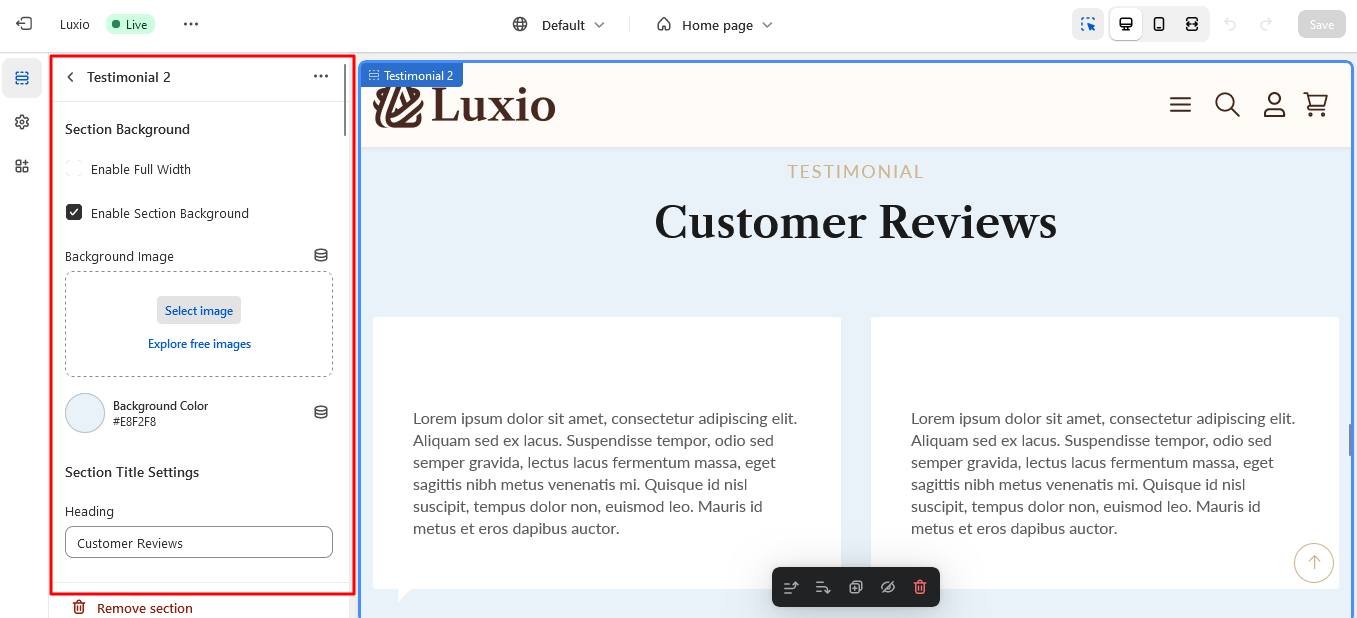 Luxio
Live
Default
Home page
Save
Testimonial 2
Section Background
Enable Full Width
Enable Section Background
Background Image
Select image
Explore free images
Background Color
#E8F2F8
Section Title Settings
Heading
Customer Reviews
Remove section
Testimonial 2
Luxio
TESTIMONIAL
Customer Reviews
Lorem ipsum dolor sit amet, consectetur adipiscing elit.
Aliquam sed ex lacus. Suspendisse tempor, odio sed
semper gravida, lectus lacus fermentum massa, eget
sagittis nibh metus venenatis mi. Quisque id nisl
suscipit, tempus dolor non, euismod leo. Mauris id
metus et eros dapibus auctor.
Lorem ipsum dolor sit amet, consectetur adipiscing elit.
Aliquam sed ex lacus. Suspendisse tempor, odio sed
semper gravida, lectus lacus fermentum massa, eget
sagittis nibh metus venenatis mi. Quisque id nisl
suscipit, tempus dolor non, euismod leo. Mauris id
metus et eros dapibus auctor.